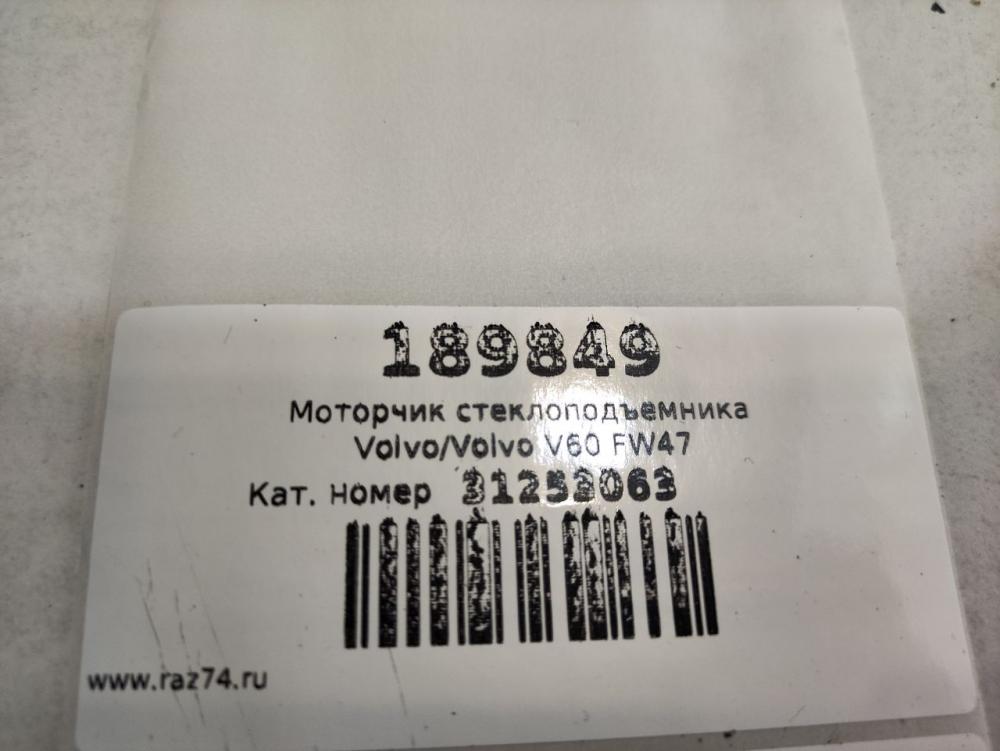 189849
Моторчик стеклоподъемника
Volvo/Volvo V60 FW47
Кат. номер 31253063
www.raz74.ru